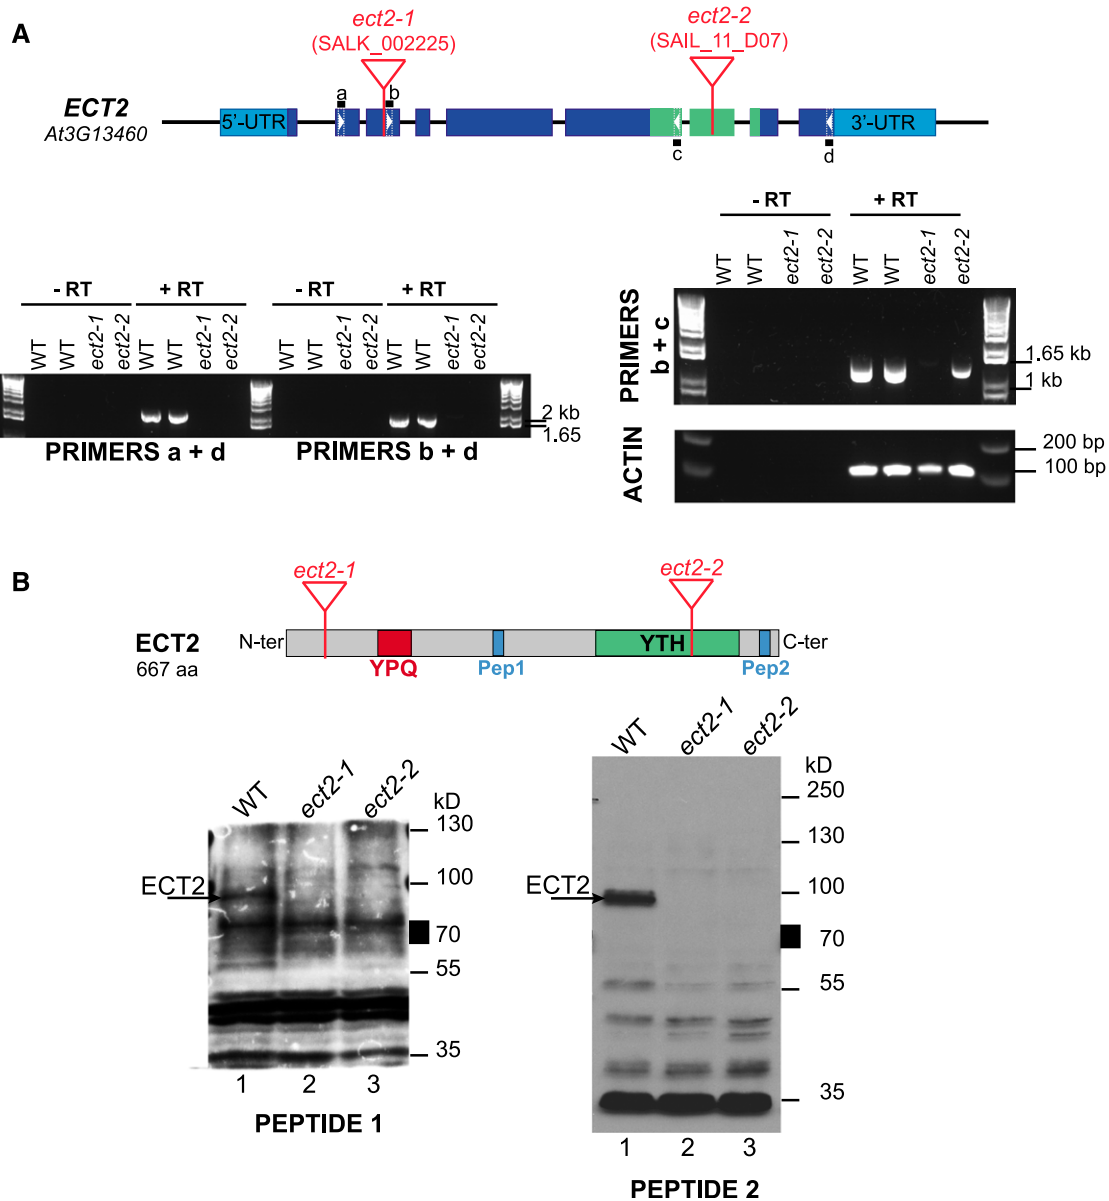 A
ect2-1
(SALK_002225)
ect2-2
(SAIL_11_D07)
ECT2
At3G13460
5'-UTR
a
b
c
d
3'-UTR
- RT
+ RT
- RT
+ RT
WT
WT
ect2-1
ect2-2
WT
WT
ect2-1
ect2-2
WT
WT
ect2-1
ect2-2
WT
WT
ect2-1
ect2-2
2 kb
1.65
PRIMERS a + d
PRIMERS b + d
- RT
+ RT
WT
WT
ect2-1
ect2-2
WT
WT
ect2-1
ect2-2
PRIMERS
b + c
1.65 kb
1 kb
ACTIN
200 bp
100 bp
B
ect2-1
ect2-2
ECT2
667 aa
N-ter
YTH
C-ter
YPQ
Pep1
Pep2
WT
ect2-1
ect2-2
kD
130
100
ECT2
70
55
35
1
2
3
PEPTIDE 1
WT
ect2-1
ect2-2
kD
250
130
100
ECT2
70
55
35
1
2
3
PEPTIDE 2